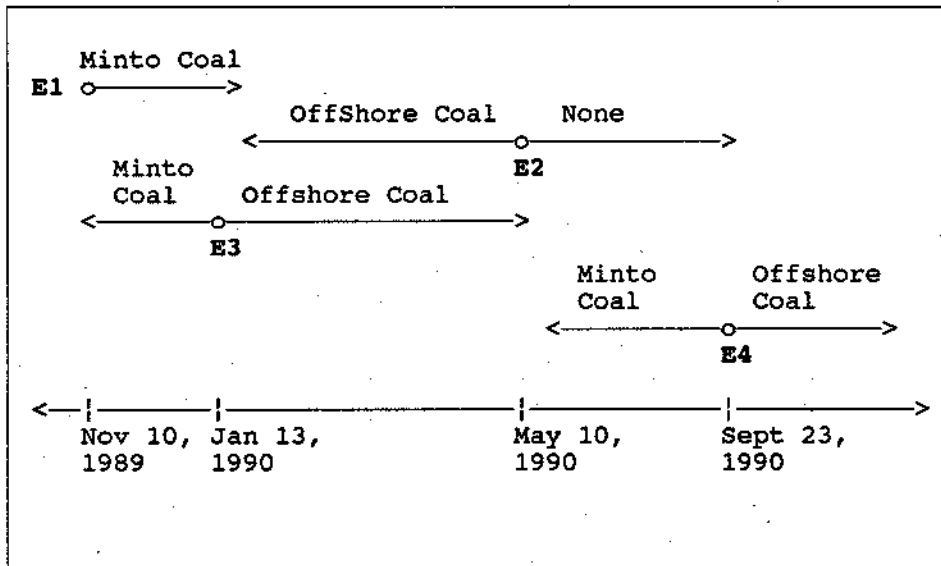 Minto Coal
E1
OffShore Coal None
E2
Minto
Coal Offshore Coal
E3
Minto Offshore
Coal Coal
E4
Nov 10, Jan 13, May 10, Sept 23,
1989 1990 1990 1990